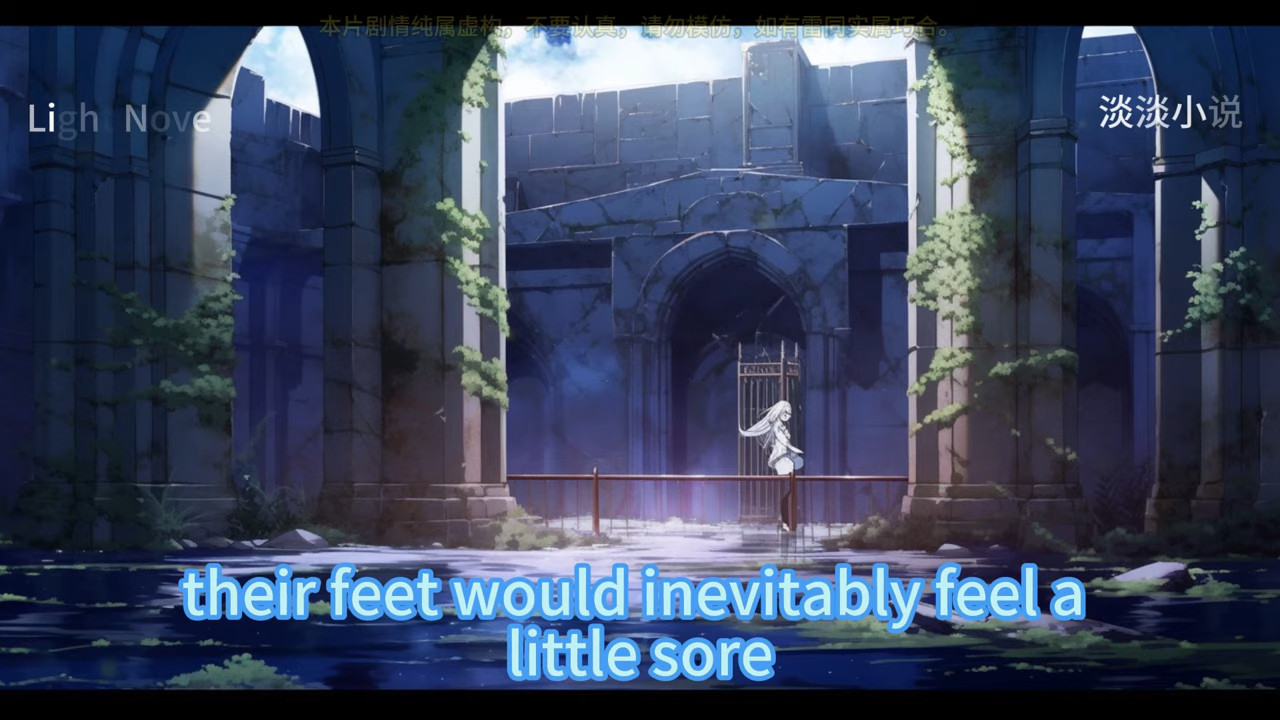 本片剧情纯属虚构，不要认真，请勿模仿，如有雷同实属巧合。
Ligh Nove
淡淡小说
their feet would inevitably feel a
little sore